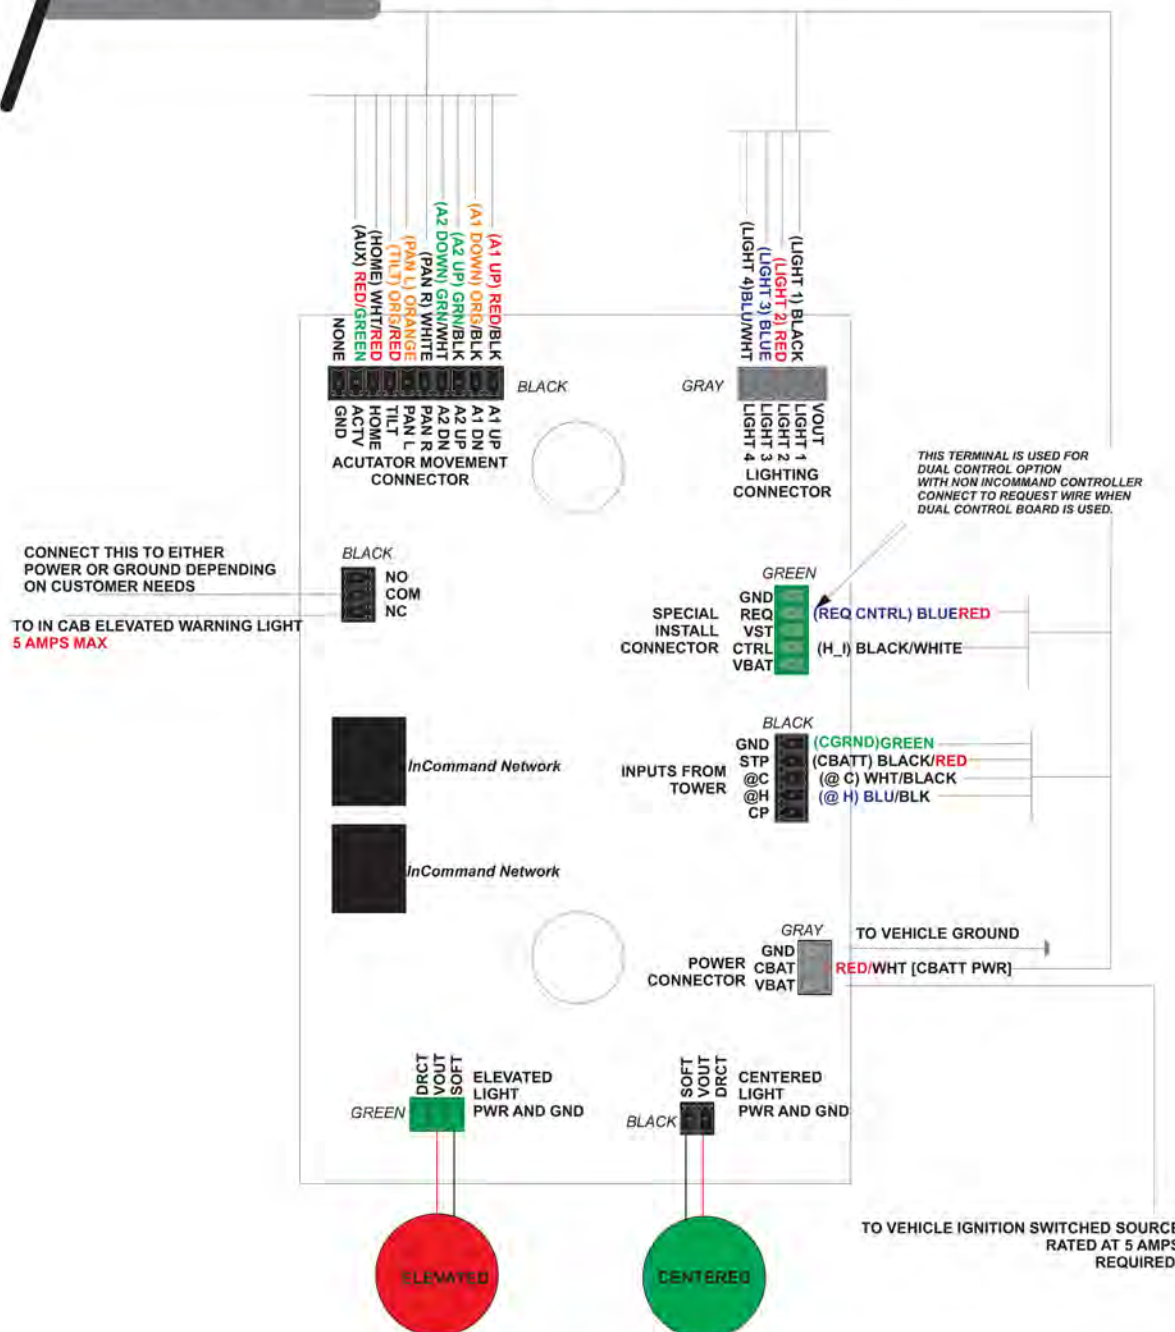 (AUX) RED/GREEN
(HOME) WHT/RED
(TILT) ORG/RED
(PAN L) ORANGE
(PAN R) WHITE
(A2 DOWN) GRN/WHT
(A2 UP) GRN/BLK
(A1 DOWN) ORG/BLK
(A1 UP) RED/BLK
NONE
BLACK
GND
ACTV
HOME
TILT
PAN L
PAN R
A2 DN
A2 UP
A1 DN
A1 UP
ACUTATOR MOVEMENT
CONNECTOR
(LIGHT 4)BLU/WHT
(LIGHT 3) BLUE
(LIGHT 2) RED
(LIGHT 1) BLACK
GRAY
LIGHT 4
LIGHT 3
LIGHT 2
LIGHT 1
VOUT
LIGHTING
CONNECTOR
THIS TERMINAL IS USED FOR
DUAL CONTROL OPTION
WITH NON INCOMMAND CONTROLLER
CONNECT TO REQUEST WIRE WHEN
DUAL CONTROL BOARD IS USED.
CONNECT THIS TO EITHER
POWER OR GROUND DEPENDING
ON CUSTOMER NEEDS
TO IN CAB ELEVATED WARNING LIGHT
5 AMPS MAX
BLACK
NO
COM
NC
GREEN
SPECIAL
INSTALL
CONNECTOR
GND
REQ
VST
CTRL
VBAT
(REQ CNTRL) BLUERED
(H_I) BLACK/WHITE
BLACK
INPUTS FROM
TOWER
GND
STP
@C
@H
CP
(CGRND)GREEN
(CBATT) BLACK/RED
(@ C) WHT/BLACK
(@ H) BLU/BLK
InCommand Network
InCommand Network
GRAY
POWER
CONNECTOR
GND
CBAT
VBAT
TO VEHICLE GROUND
RED/WHT [CBATT PWR]
DRCT
VOUT
SOFT
GREEN
ELEVATED
LIGHT
PWR AND GND
SOFT
VOUT
DRCT
BLACK
CENTERED
LIGHT
PWR AND GND
TO VEHICLE IGNITION SWITCHED SOURCE
RATED AT 5 AMPS
REQUIRED
ELEVAYED
CENTERED